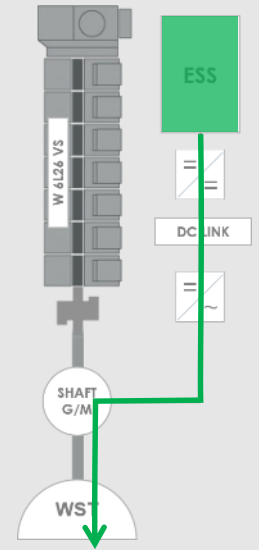 ESS
W 6L26 VS
=
=
DC LINK
=
~
SHAFT
G/M
WST